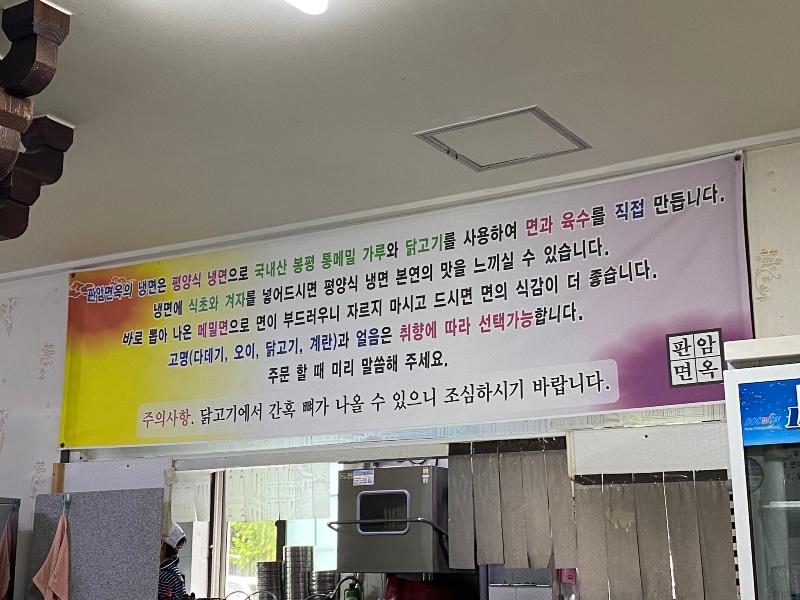 판암면옥의 냉면은 평양식 냉면으로 국내산 봉평 통메밀 가루와 닭고기를 사용하여 면과 육수를 직접 만듭니다.
냉면에 식초와 겨자를 넣어드시면 평양식 냉면 본연의 맛을 느끼실 수 있습니다.
바로 뽑아 나온 메밀면으로 면이 부드러우니 자르지 마시고 드시면 면의 식감이 더 좋습니다.
고명(다데기, 오이, 닭고기, 계란)과 얼음은 취향에 따라 선택가능합니다.
주문 할 때 미리 말씀해 주세요.
주의사항. 닭고기에서 간혹 뼈가 나올 수 있으니 조심하시기 바랍니다.
판암
면옥